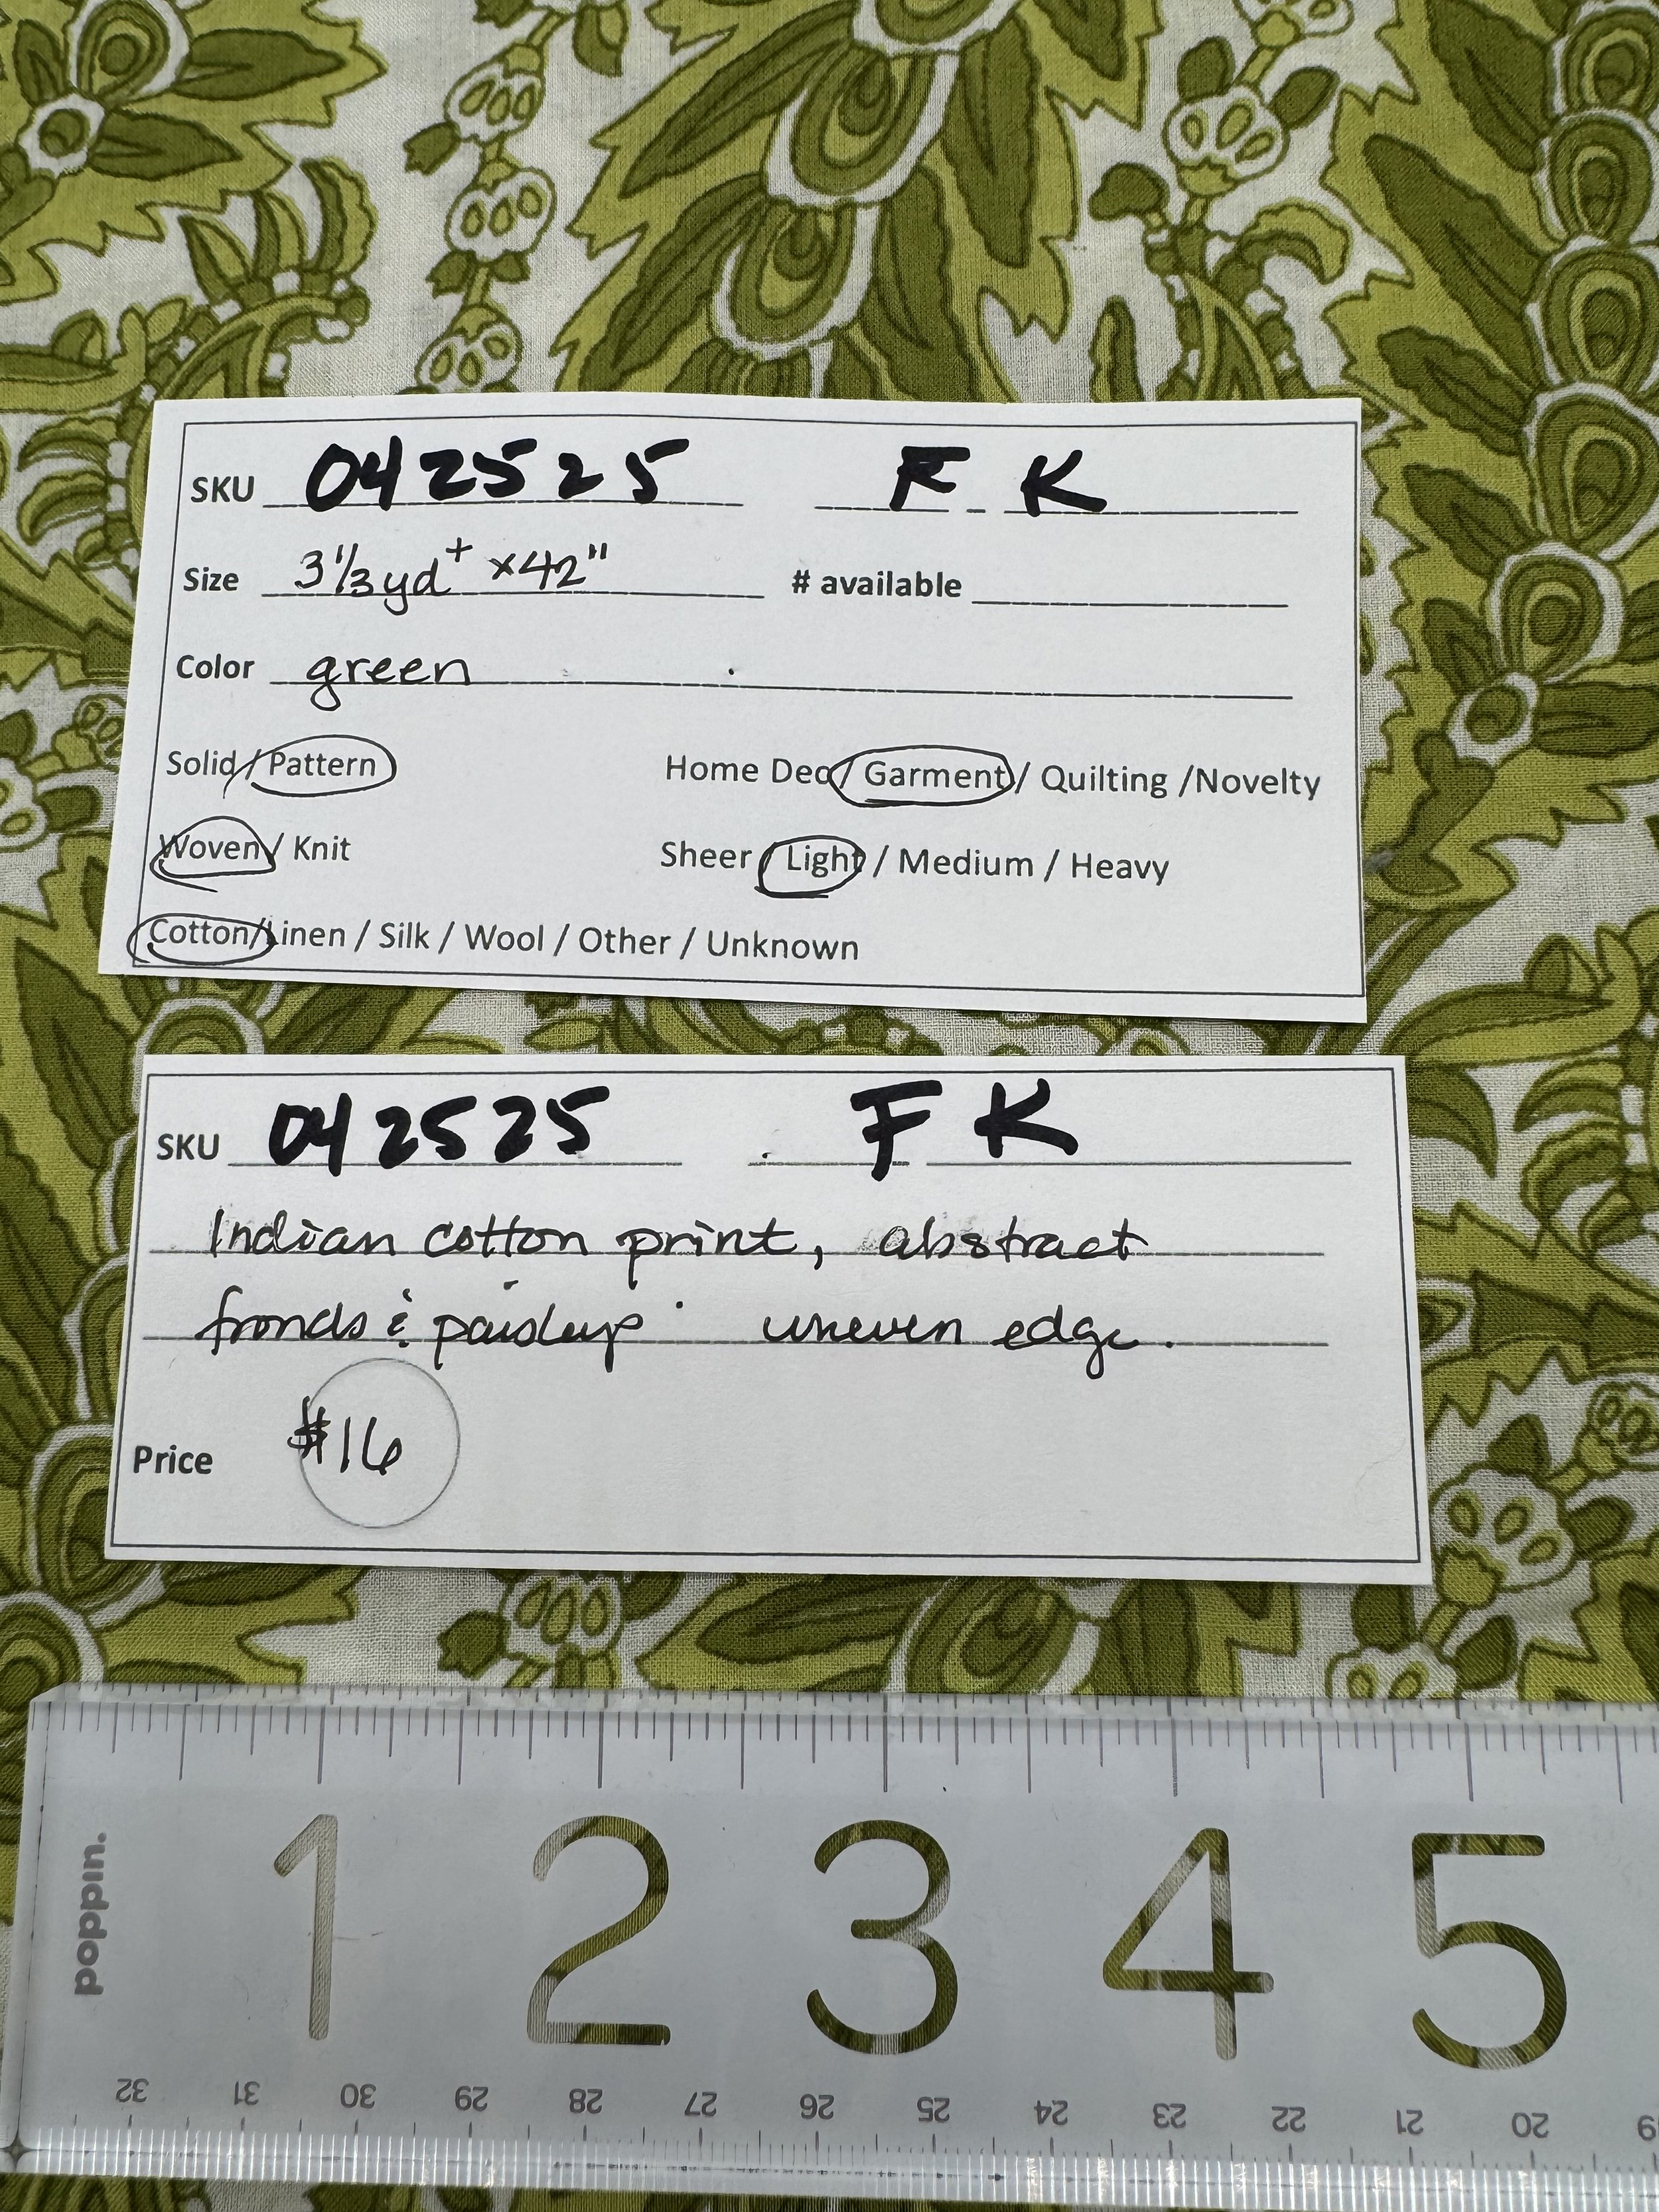 SKU 042525 F K
Size 3 1/3 yd+ x42" # available
Color green
Solid / Pattern Home Dec / Garment / Quilting /Novelty
Woven / Knit Sheer / Light / Medium / Heavy
Cotton/Linen / Silk / Wool / Other / Unknown
SKU 042525 F K
Indian cotton print, abstract
fronds & paisley uneven edge.
Price $16
poppin.
1 2 3 4 5
32 31 30 29 28 27 26 25 24 23 22 21 20